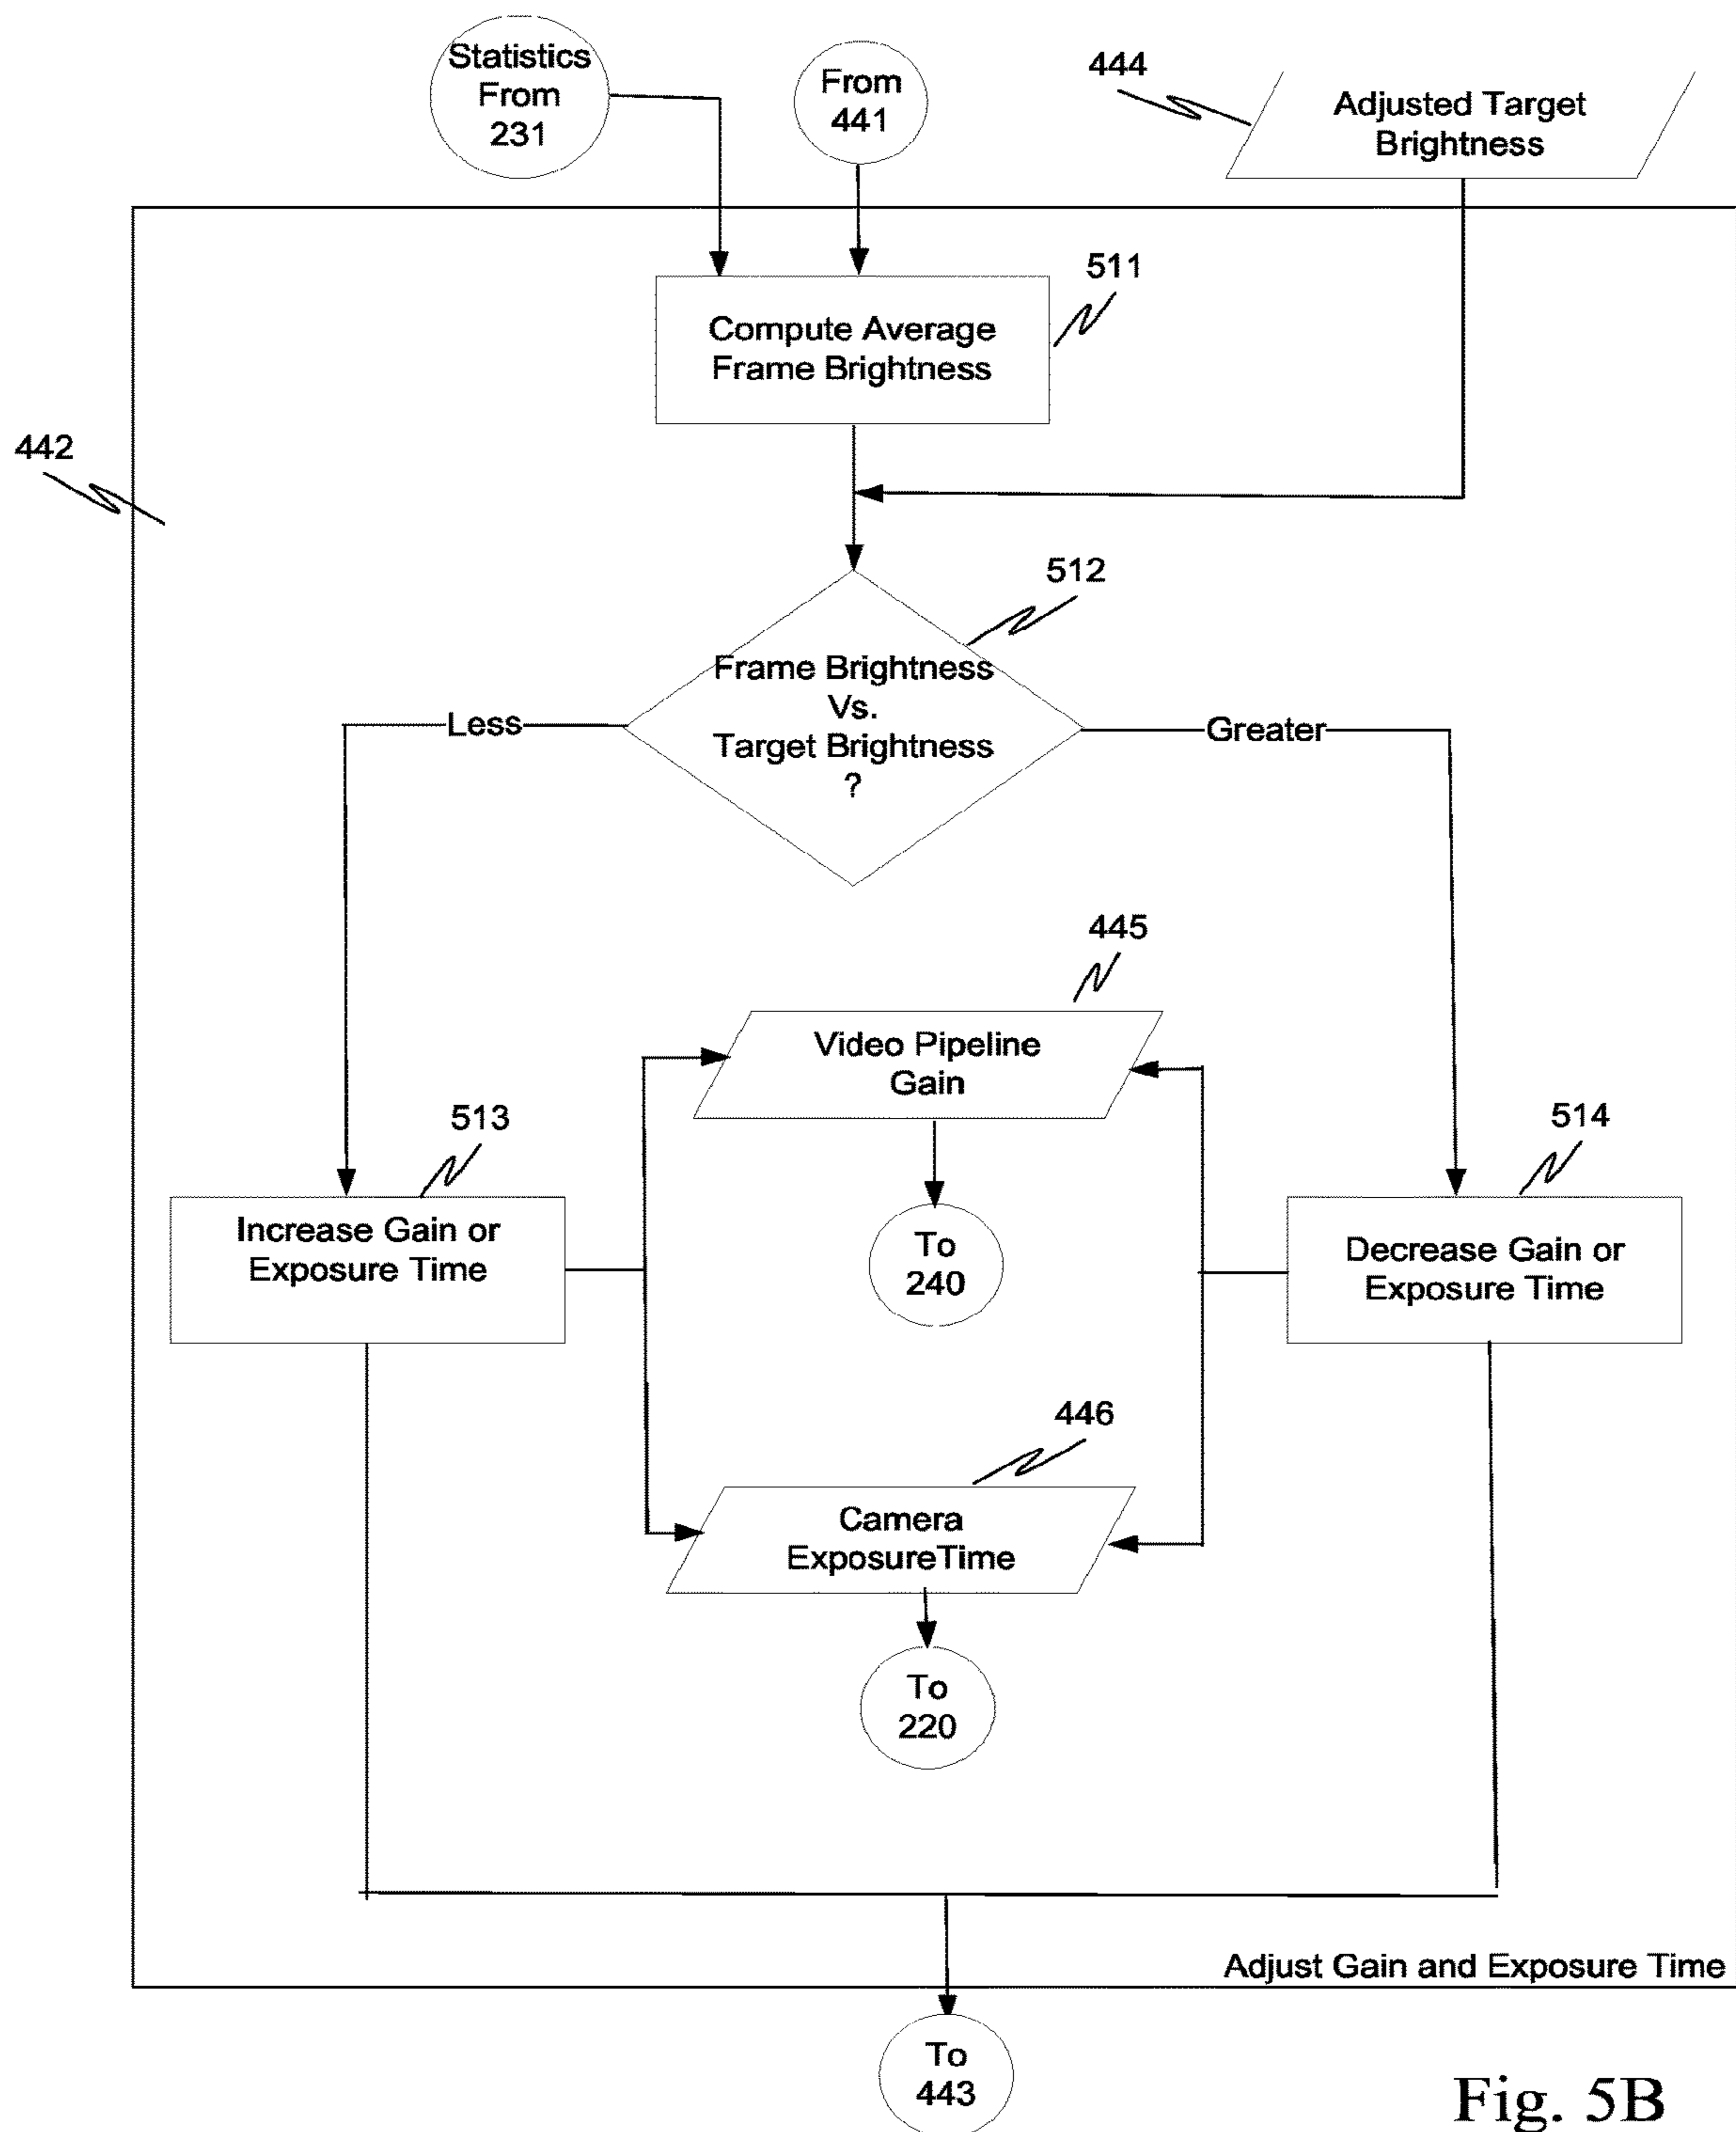 Statistics
From
231
From
441
444
Adjusted Target
Brightness
511
Compute Average
Frame Brightness
442
512
Frame Brightness
Vs.
Target Brightness
?
Less
Greater
445
Video Pipeline
Gain
513
514
Increase Gain or
Exposure Time
To
240
Decrease Gain or
Exposure Time
446
Camera
ExposureTime
To
220
Adjust Gain and Exposure Time
To
443
Fig. 5B